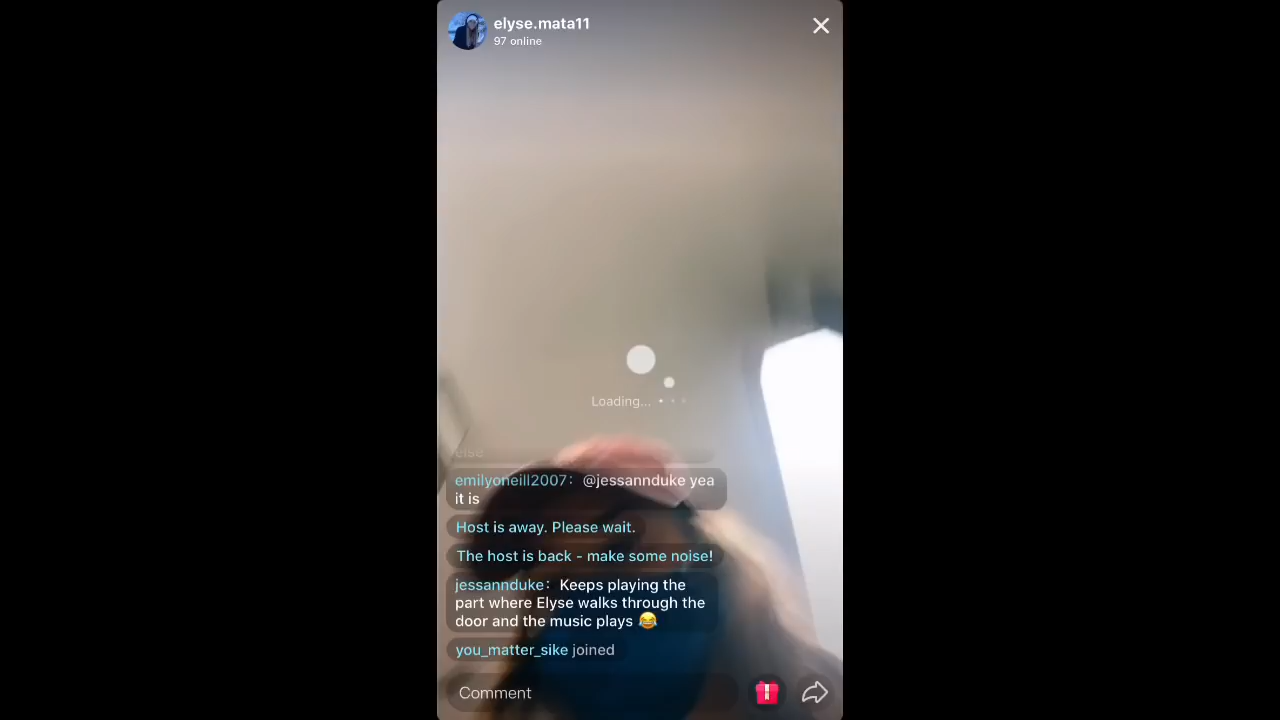 elyse.mata11
97 online
Loading...
else
emilyoneill2007: @jessannduke yea
it is
Host is away. Please wait.
The host is back - make some noise!
jessannduke: Keeps playing the
part where Elyse walks through the
door and the music plays 😂
you_matter_sike joined
Comment